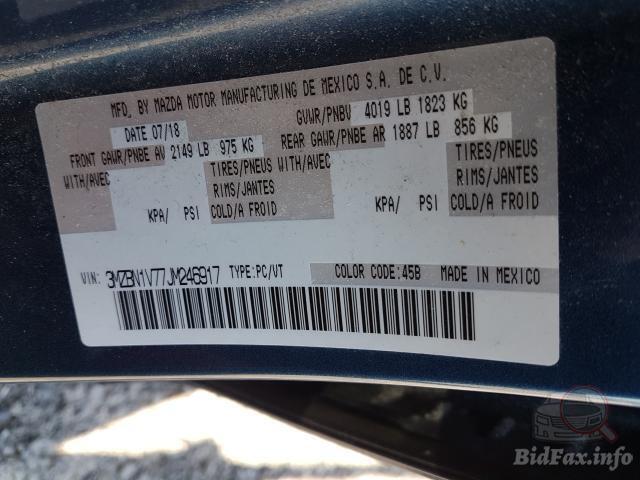 MFD. BY MAZDA MOTOR MANUFACTURING DE MEXICO S.A. DE C.V.
DATE 07/18 GVWR/PNBV 4019 LB 1823 KG
FRONT GAWR/PNBE AV 2149 LB 975 KG REAR GAWR/PNBE AR 1887 LB 856 KG
WITH/AVEC TIRES/PNEUS WITH/AVEC TIRES/PNEUS
RIMS/JANTES RIMS/JANTES
KPA/ PSI COLD/A FROID KPA/ PSI COLD/A FROID
VIN: 3MZBN1V77JM246917 TYPE:PC/VT COLOR CODE:45B MADE IN MEXICO
BidFax.info